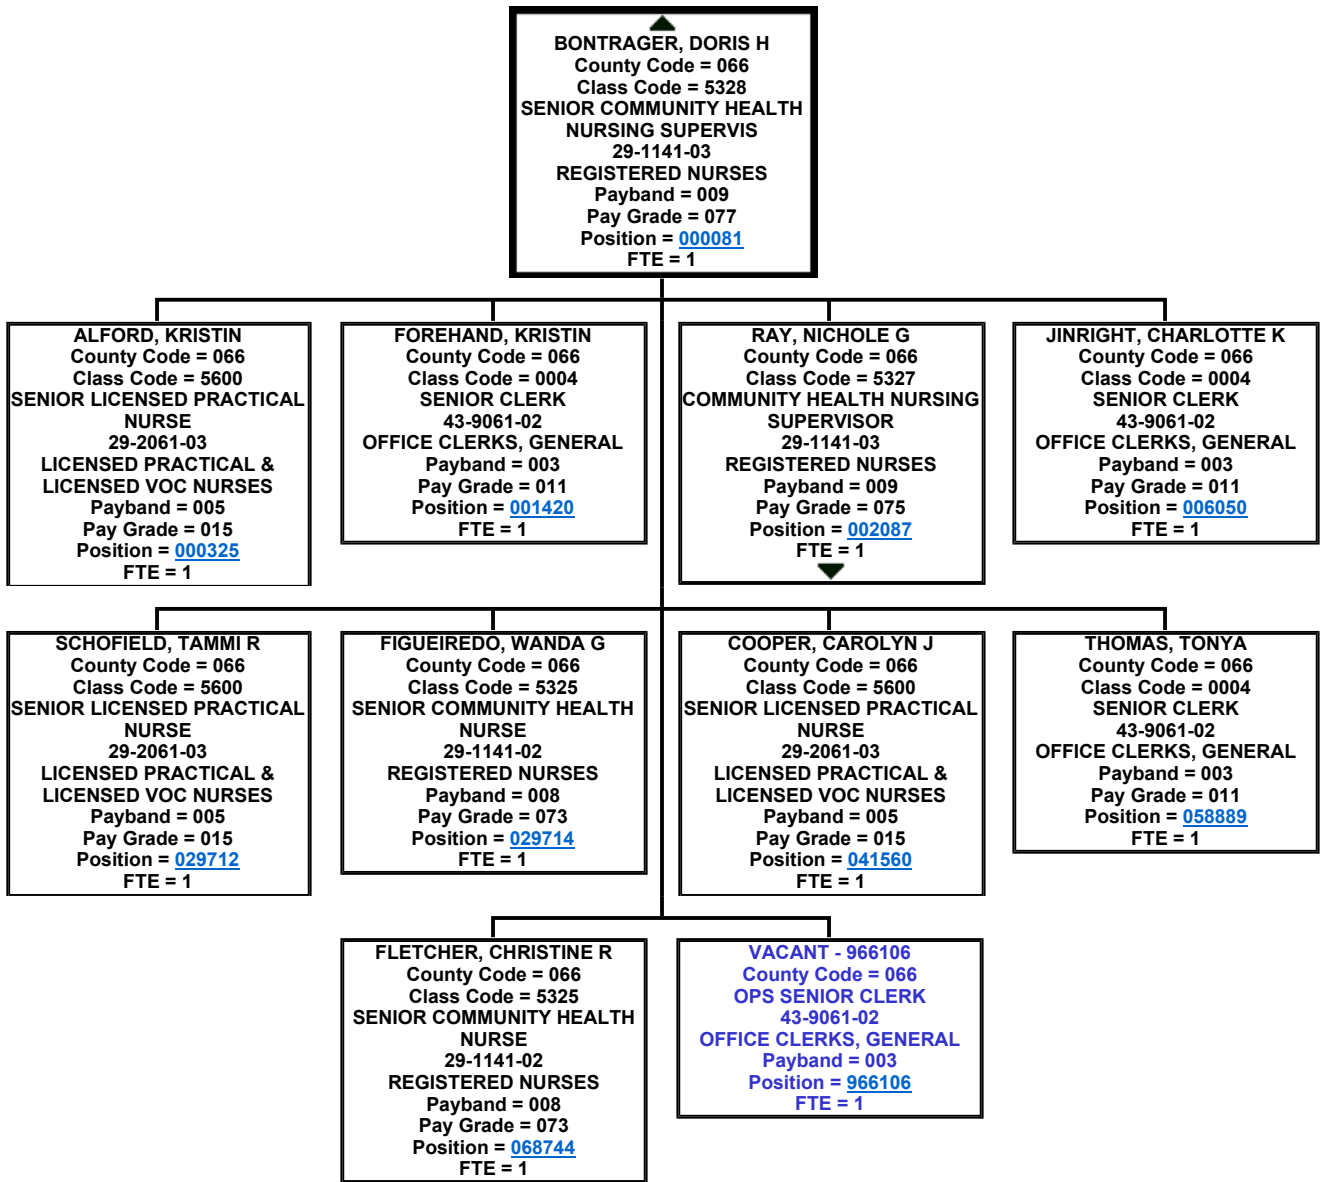 BONTRAGER, DORIS H
County Code = 066
Class Code = 5328
SENIOR COMMUNITY HEALTH
NURSING SUPERVIS
29-1141-03
REGISTERED NURSES
Payband = 009
Pay Grade = 077
Position = 000081
FTE = 1
ALFORD, KRISTIN
County Code = 066
Class Code = 5600
SENIOR LICENSED PRACTICAL
NURSE
29-2061-03
LICENSED PRACTICAL &
LICENSED VOC NURSES
Payband = 005
Pay Grade = 015
Position = 000325
FTE = 1
FOREHAND, KRISTIN
County Code = 066
Class Code = 0004
SENIOR CLERK
43-9061-02
OFFICE CLERKS, GENERAL
Payband = 003
Pay Grade = 011
Position = 001420
FTE = 1
RAY, NICHOLE G
County Code = 066
Class Code = 5327
COMMUNITY HEALTH NURSING
SUPERVISOR
29-1141-03
REGISTERED NURSES
Payband = 009
Pay Grade = 075
Position = 002087
FTE = 1
JINRIGHT, CHARLOTTE K
County Code = 066
Class Code = 0004
SENIOR CLERK
43-9061-02
OFFICE CLERKS, GENERAL
Payband = 003
Pay Grade = 011
Position = 006050
FTE = 1
SCHOFIELD, TAMMI R
County Code = 066
Class Code = 5600
SENIOR LICENSED PRACTICAL
NURSE
29-2061-03
LICENSED PRACTICAL &
LICENSED VOC NURSES
Payband = 005
Pay Grade = 015
Position = 029712
FTE = 1
FIGUEIREDO, WANDA G
County Code = 066
Class Code = 5325
SENIOR COMMUNITY HEALTH
NURSE
29-1141-02
REGISTERED NURSES
Payband = 008
Pay Grade = 073
Position = 029714
FTE = 1
COOPER, CAROLYN J
County Code = 066
Class Code = 5600
SENIOR LICENSED PRACTICAL
NURSE
29-2061-03
LICENSED PRACTICAL &
LICENSED VOC NURSES
Payband = 005
Pay Grade = 015
Position = 041560
FTE = 1
THOMAS, TONYA
County Code = 066
Class Code = 0004
SENIOR CLERK
43-9061-02
OFFICE CLERKS, GENERAL
Payband = 003
Pay Grade = 011
Position = 058889
FTE = 1
FLETCHER, CHRISTINE R
County Code = 066
Class Code = 5325
SENIOR COMMUNITY HEALTH
NURSE
29-1141-02
REGISTERED NURSES
Payband = 008
Pay Grade = 073
Position = 068744
FTE = 1
VACANT - 966106
County Code = 066
OPS SENIOR CLERK
43-9061-02
OFFICE CLERKS, GENERAL
Payband = 003
Position = 966106
FTE = 1